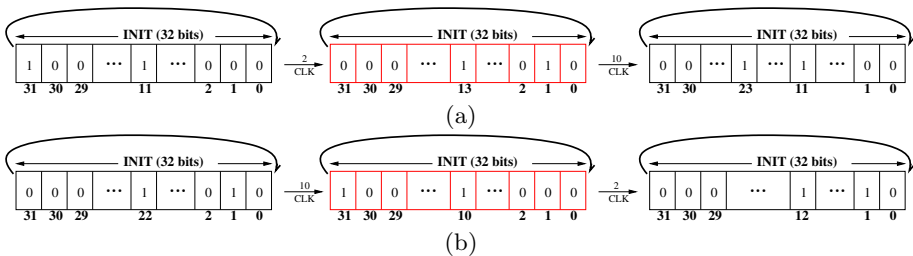 INIT (32 bits) INIT (32 bits) INIT (32 bits)
1 0 0 ... 1 ... 0 0 0 2 CLK 0 0 0 ... 1 ... 0 1 0 10 CLK 0 0 ... 1 ... 1 ... 0 0
31 30 29 11 2 1 0 31 30 29 13 2 1 0 31 30 23 11 1 0
(a)
INIT (32 bits) INIT (32 bits) INIT (32 bits)
0 0 0 ... 1 ... 0 1 0 10 CLK 1 0 0 ... 1 ... 0 0 0 2 CLK 0 0 0 ... 1 ... 1 0
31 30 29 22 2 1 0 31 30 29 10 2 1 0 31 30 29 12 1 0
(b)